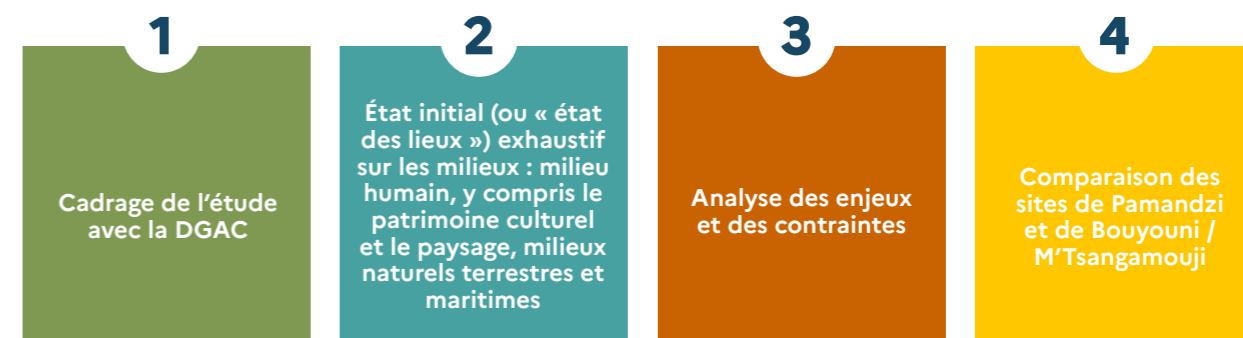 1
Cadrage de l’étude
avec la DGAC
2
État initial (ou « état
des lieux ») exhaustif
sur les milieux : milieu
humain, y compris le
patrimoine culturel
et le paysage, milieux
naturels terrestres et
maritimes
3
Analyse des enjeux
et des contraintes
4
Comparaison des
sites de Pamandzi
et de Bouyouni /
M’Tsangamouji